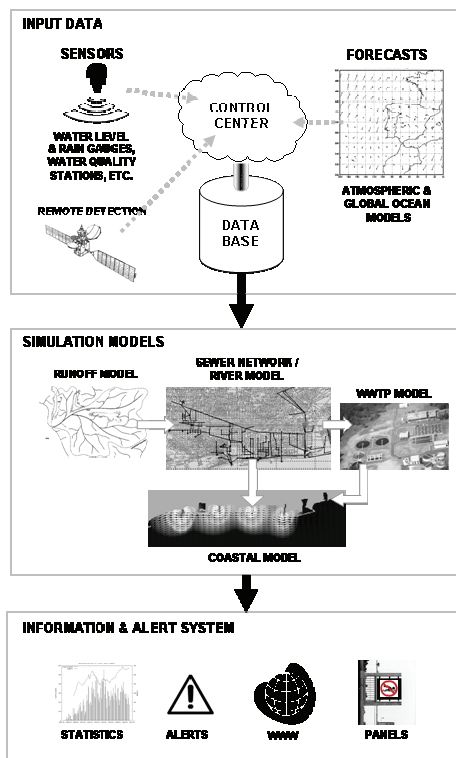 INPUT DATA
SENSORS
WATER LEVEL
& RAIN GAUGES,
WATER QUALITY
STATIONS, ETC.
REMOTE DETECTION
CONTROL
CENTER
DATA
BASE
FORECASTS
ATMOSPHERIC &
GLOBAL OCEAN
MODELS
SIMULATION MODELS
RUNOFF MODEL
SEWER NETWORK /
RIVER MODEL
WWTP MODEL
COASTAL MODEL
INFORMATION & ALERT SYSTEM
STATISTICS
ALERTS
WWW
PANELS